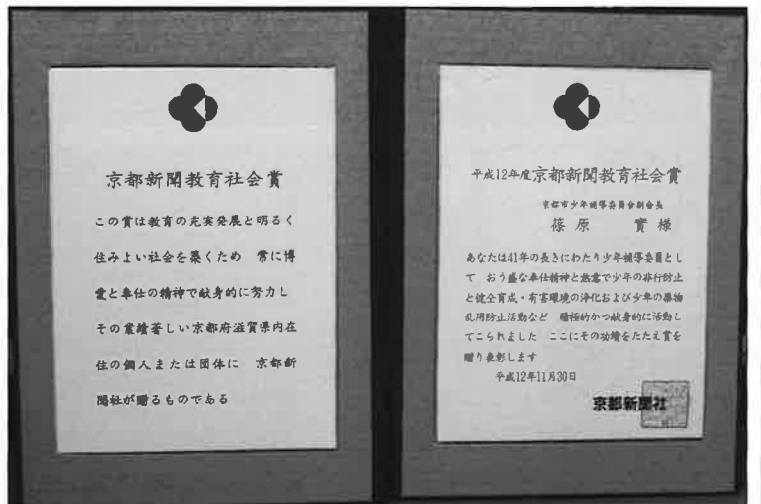 京都新聞教育社会賞
この賞は教育の充実発展と明るく
住みよい社会を築くため　常に博
愛と奉仕の精神で献身的に努力し
その業績著しい京都府滋賀県内在
住の個人または団体に　京都新
聞社が贈るものである
平成12年度京都新聞教育社会賞
京都市少年補導委員会副会長
篠原　實様
あなたは41年の長きにわたり少年補導委員とし
て　おう盛な奉仕精神と熱意で少年の非行防止
と健全育成・有害環境の浄化および少年の薬物
乱用防止活動など　積極的かつ献身的に活動し
てこられました　ここにその功績をたたえ賞を
贈り表彰します
平成12年11月30日
京都新聞社